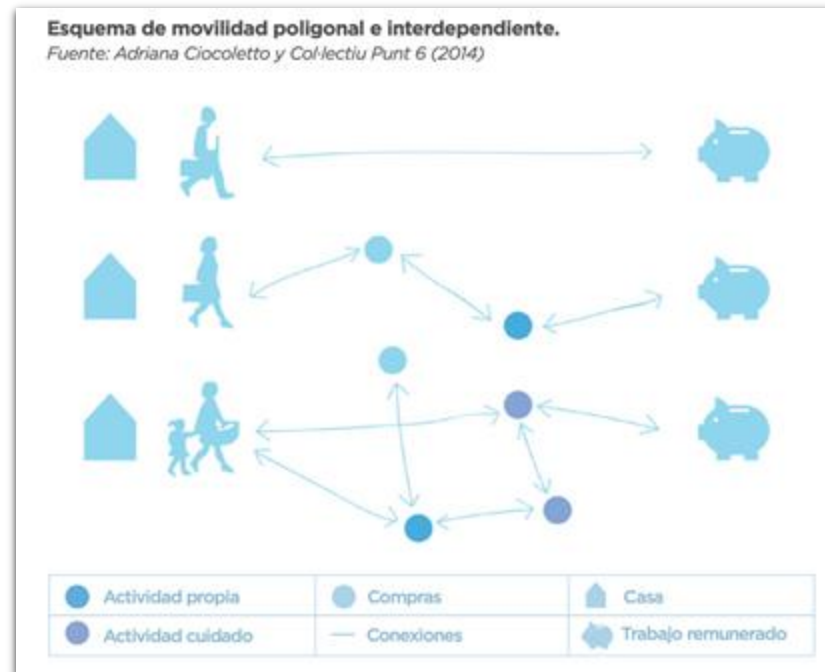 Esquema de movilidad poligonal e interdependiente.
Fuente: Adriana Ciocoletto y Col·lectiu Punt 6 (2014)
Actividad propia
Compras
Casa
Actividad cuidado
Conexiones
Trabajo remunerado